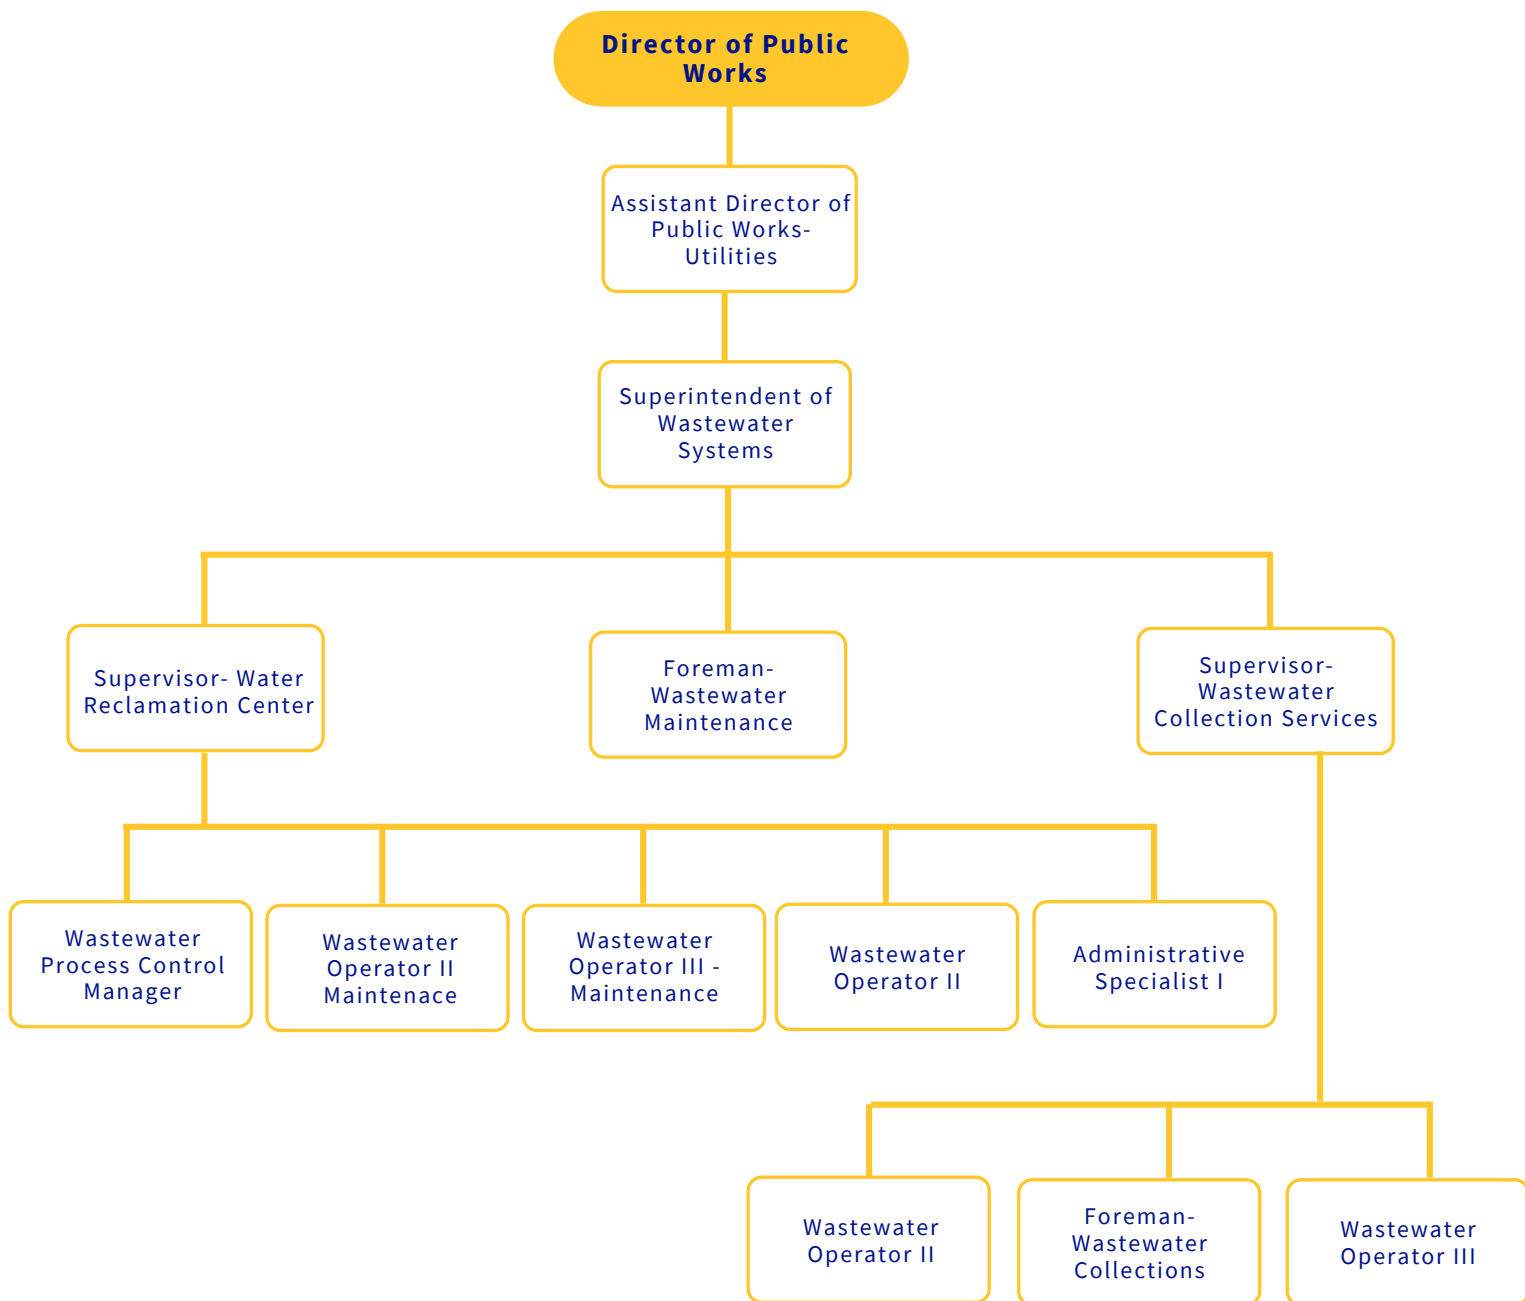 Director of Public
Works
Assistant Director of
Public Works-
Utilities
Superintendent of
Wastewater
Systems
Supervisor- Water
Reclamation Center
Foreman-
Wastewater
Maintenance
Supervisor-
Wastewater
Collection Services
Wastewater
Process Control
Manager
Wastewater
Operator II
Maintenace
Wastewater
Operator III -
Maintenance
Wastewater
Operator II
Administrative
Specialist I
Wastewater
Operator II
Foreman-
Wastewater
Collections
Wastewater
Operator III